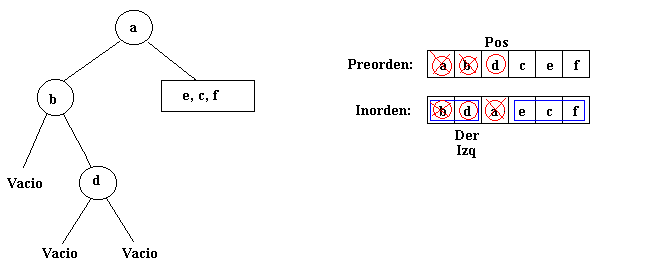 a
b
e, c, f
Vacio
d
Vacio
Vacio
Pos
Preorden: a b d c e f
Inorden: b d a e c f
Der
Izq